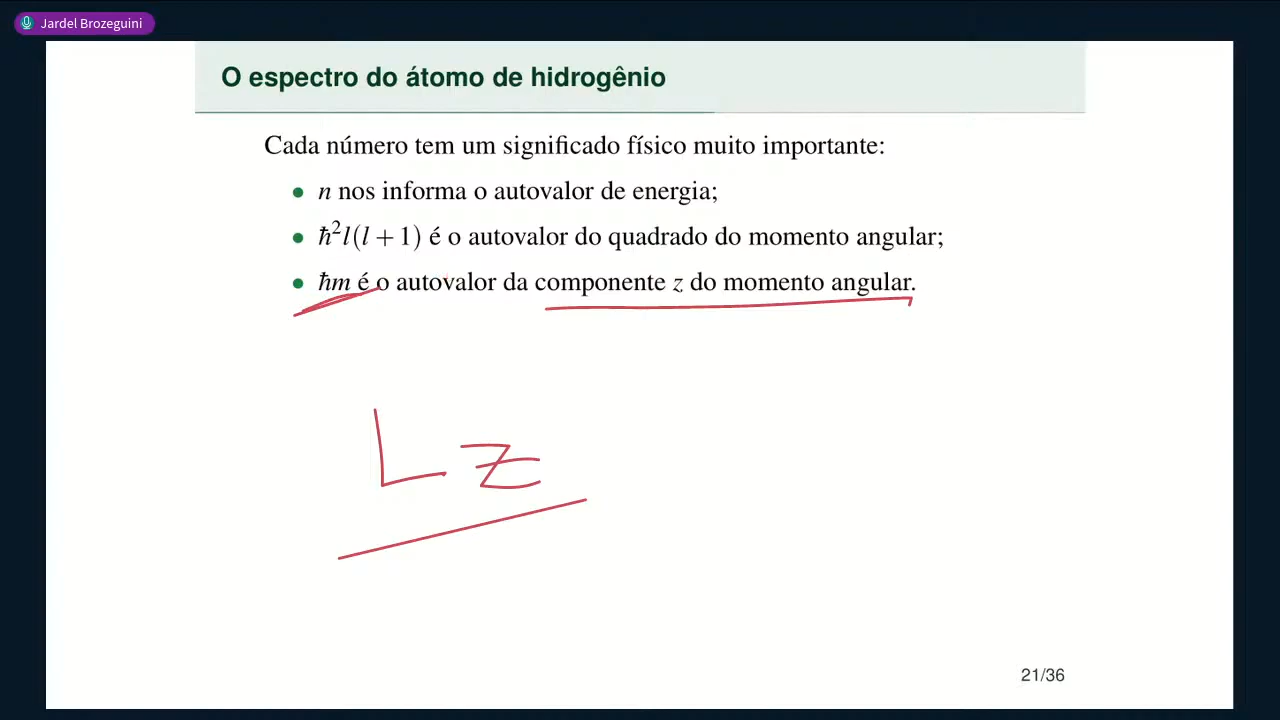 Jardel Brozeguini
O espectro do átomo de hidrogênio
Cada número tem um significado físico muito importante:
• n nos informa o autovalor de energia;
• ħ²l(l + 1) é o autovalor do quadrado do momento angular;
• ħm é o autovalor da componente z do momento angular.
Lz
21/36